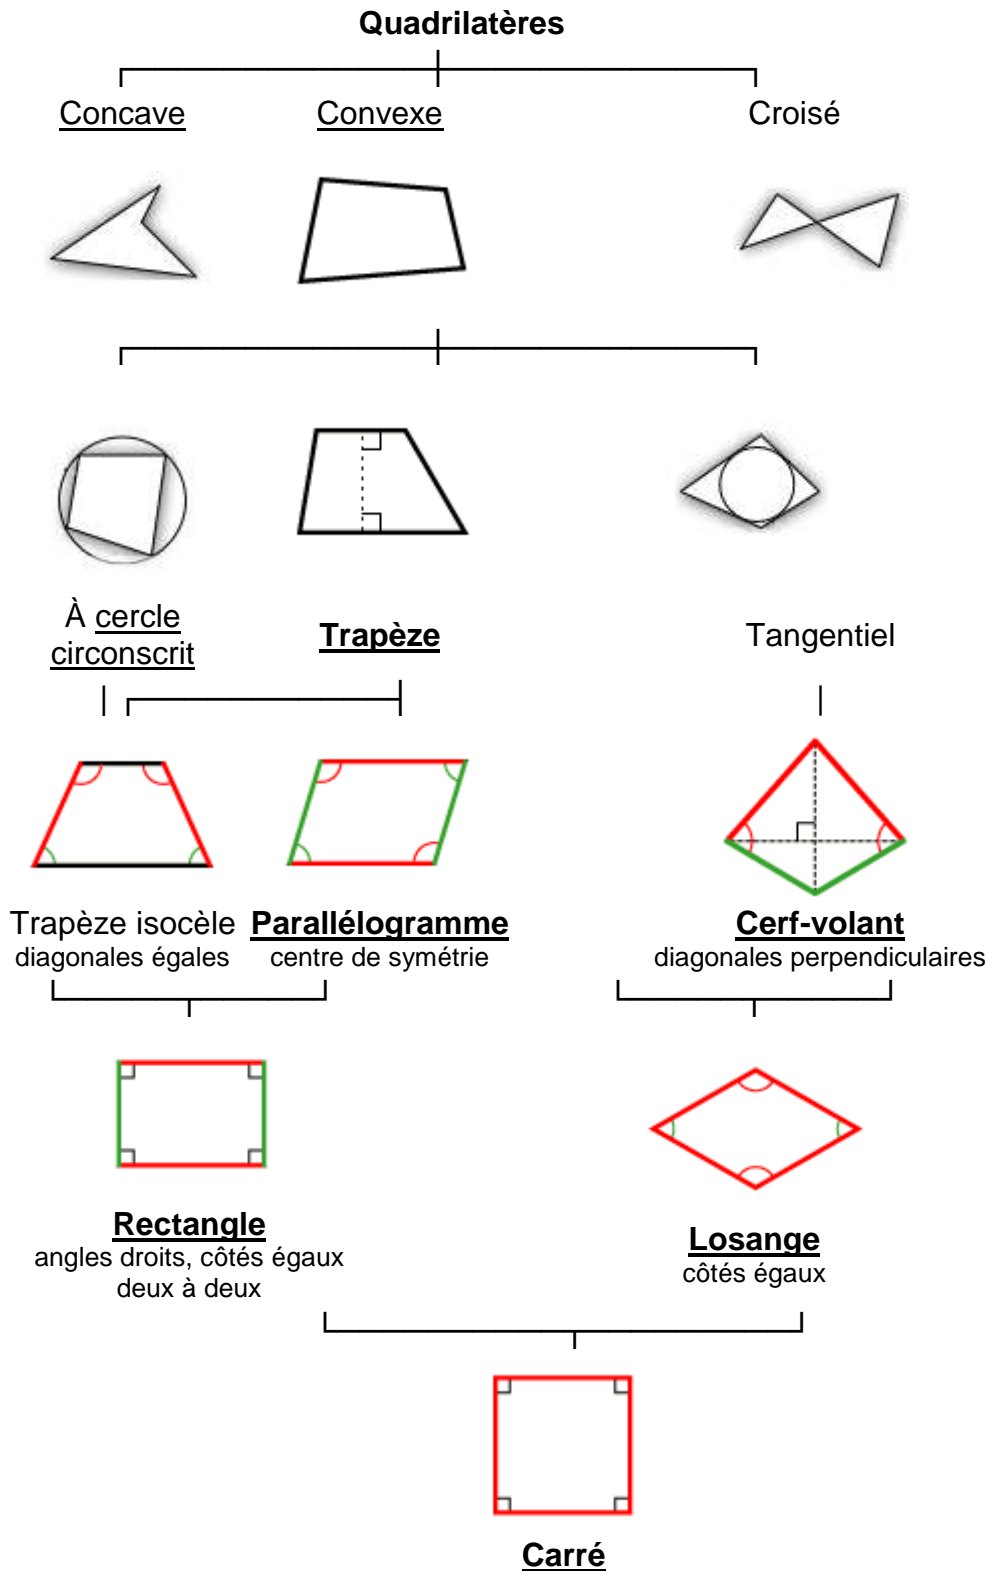 Quadrilatères
Concave
Convexe
Croisé
À cercle
circonscrit
Trapèze
Tangentiel
Trapèze isocèle
diagonales égales
Parallélogramme
centre de symétrie
Cerf-volant
diagonales perpendiculaires
Rectangle
angles droits, côtés égaux
deux à deux
Losange
côtés égaux
Carré